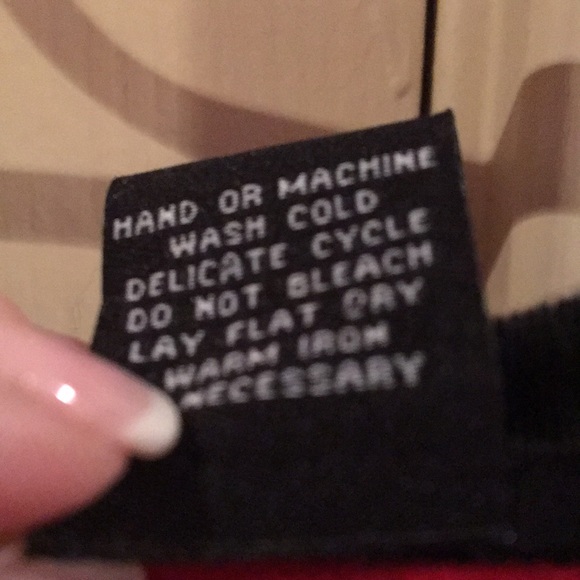 HAND OR MACHINE
WASH COLD
DELICATE CYCLE
DO NOT BLEACH
LAY FLAT DRY
WARM IRON
NECESSARY